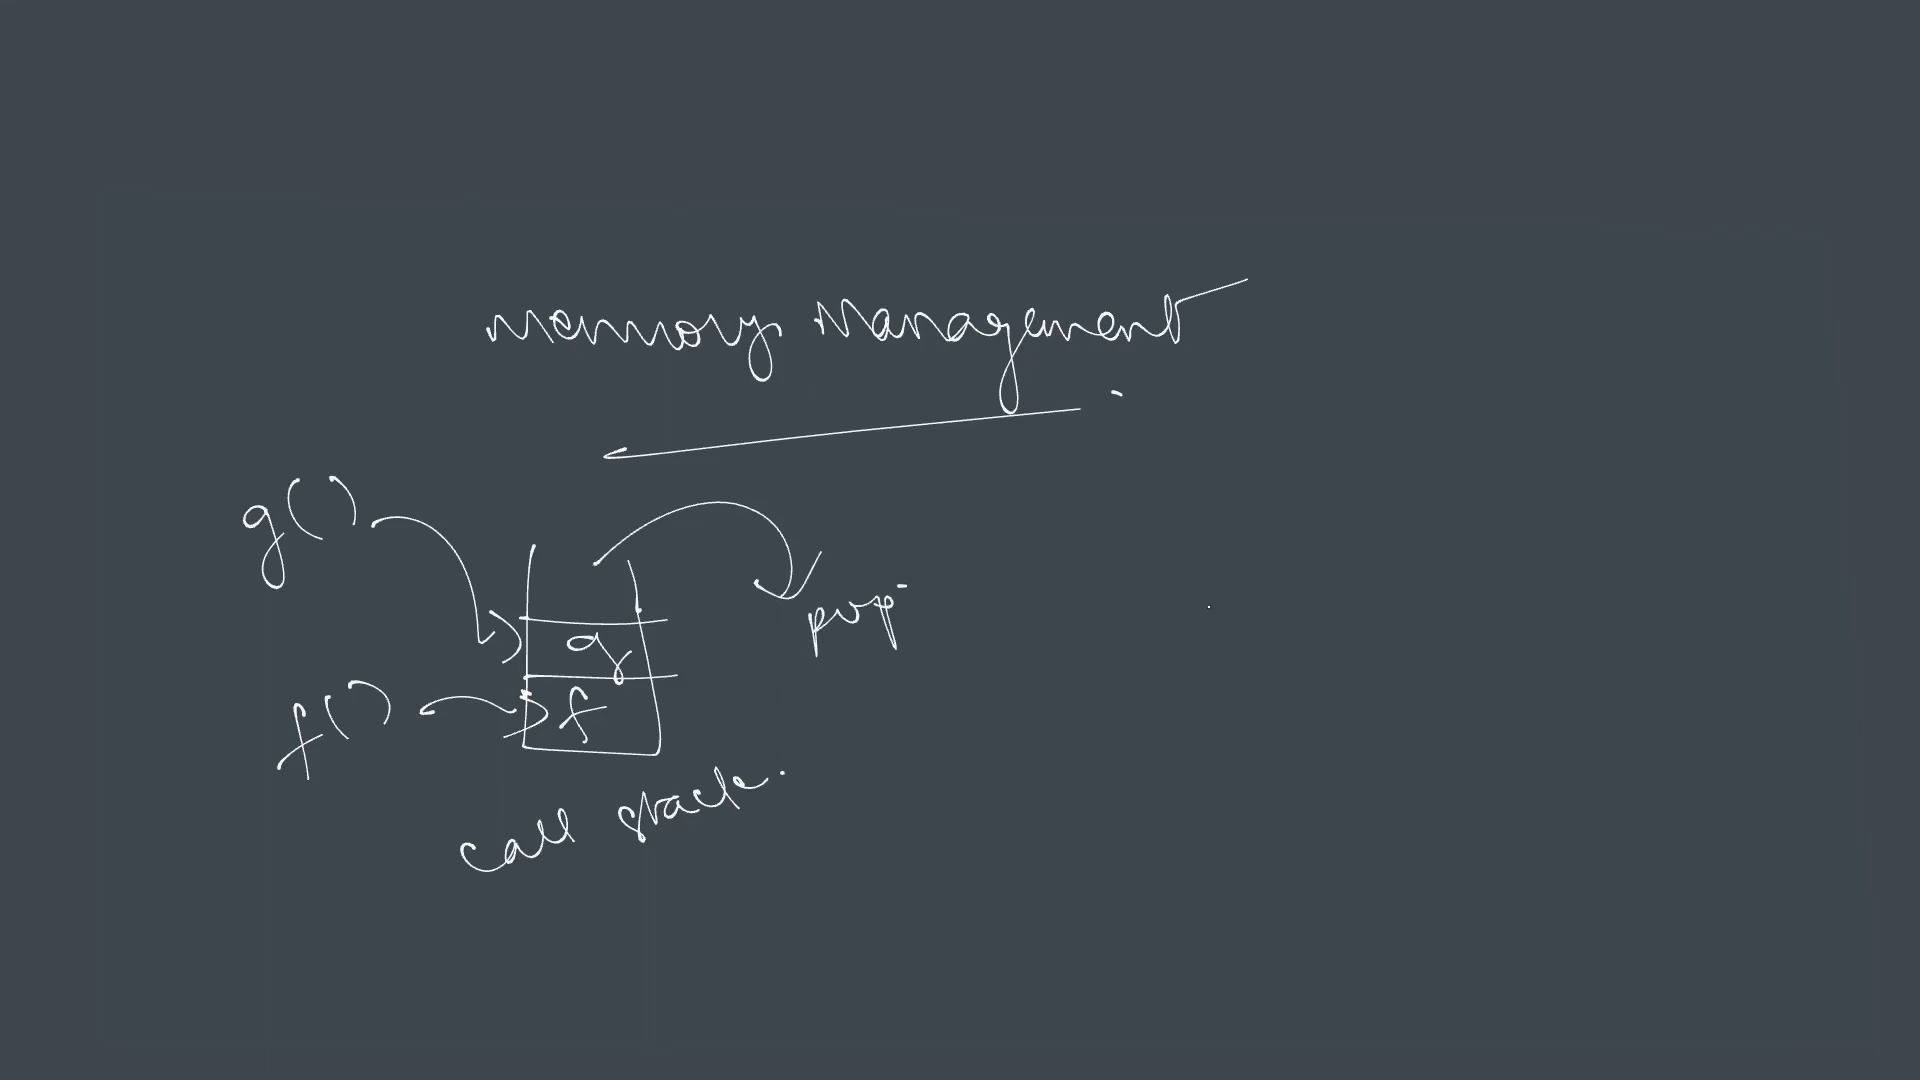 Memory Management
g()
pop
g
f()
f
call stack.